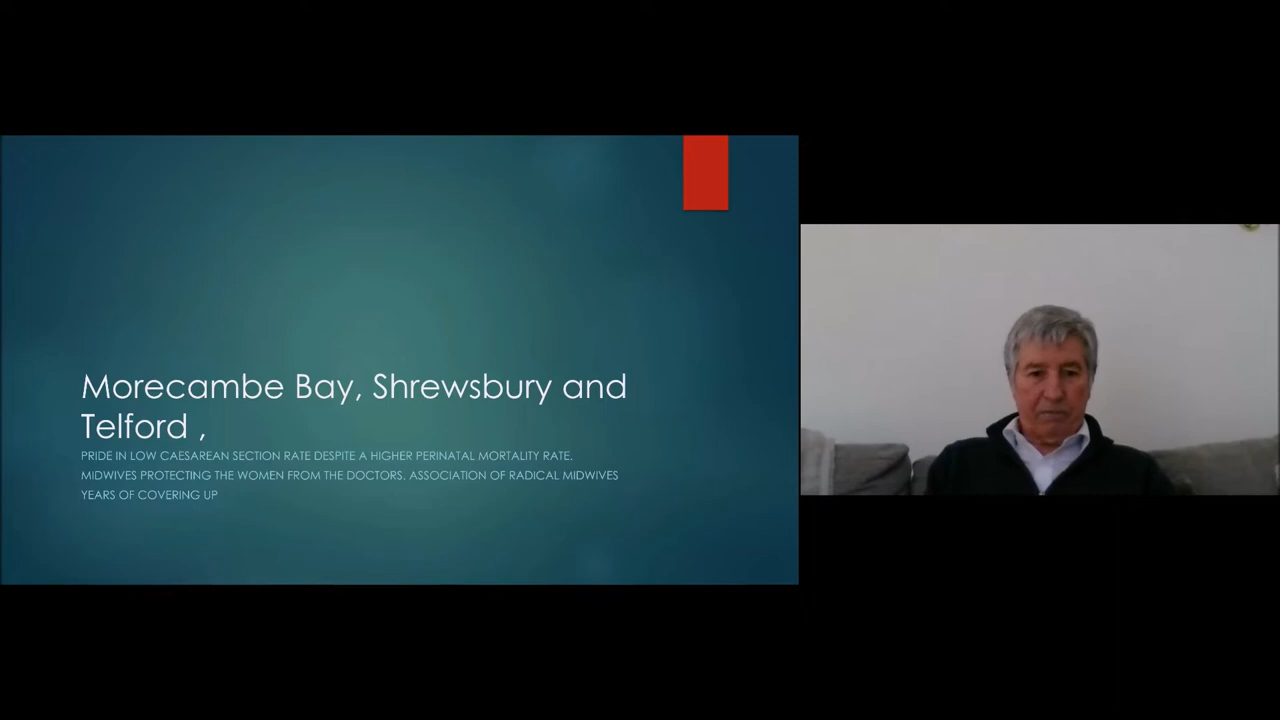 Morecambe Bay, Shrewsbury and
Telford ,
PRIDE IN LOW CAESAREAN SECTION RATE DESPITE A HIGHER PERINATAL MORTALITY RATE.
MIDWIVES PROTECTING THE WOMEN FROM THE DOCTORS. ASSOCIATION OF RADICAL MIDWIVES
YEARS OF COVERING UP